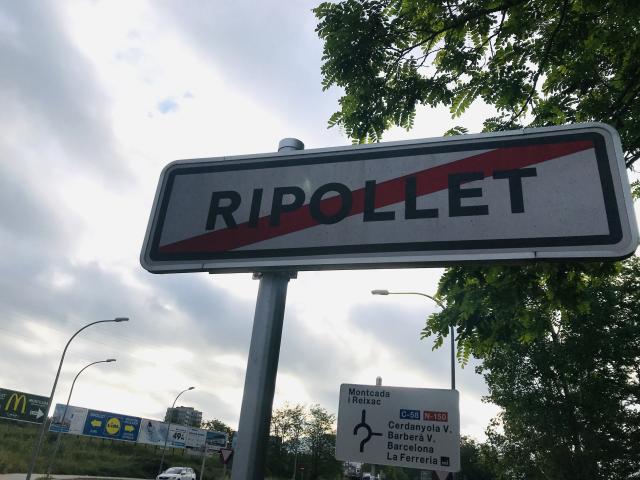 RIPOLLET
Montcada
i Reixac
C-58 N-150
Cerdanyola V.
Barberà V.
Barcelona
La Ferreria